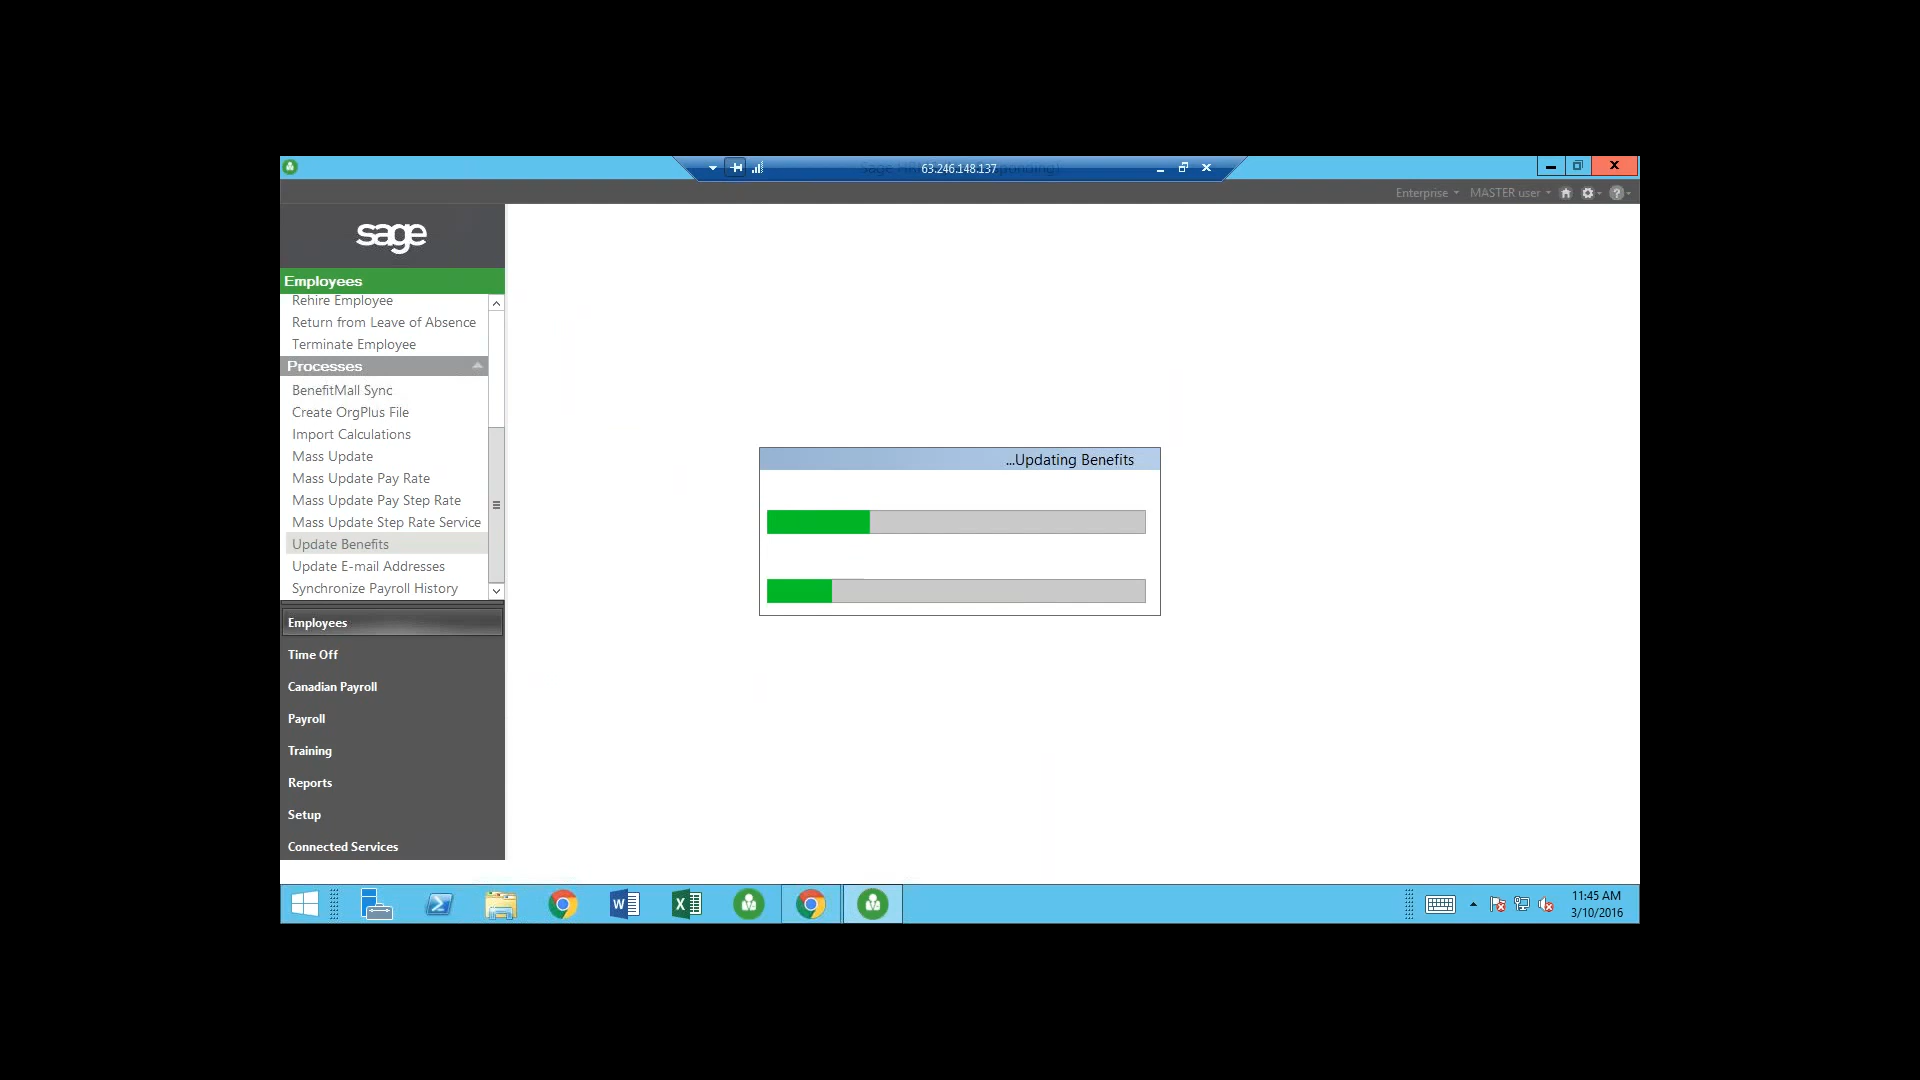 63.246.148.137
Enterprise
MASTER user
sage
Employees
Rehire Employee
Return from Leave of Absence
Terminate Employee
Processes
BenefitMall Sync
Create OrgPlus File
Import Calculations
Mass Update
Mass Update Pay Rate
Mass Update Pay Step Rate
Mass Update Step Rate Service
Update Benefits
Update E-mail Addresses
Synchronize Payroll History
...Updating Benefits
Employees
Time Off
Canadian Payroll
Payroll
Training
Reports
Setup
Connected Services
11:45 AM
3/10/2016